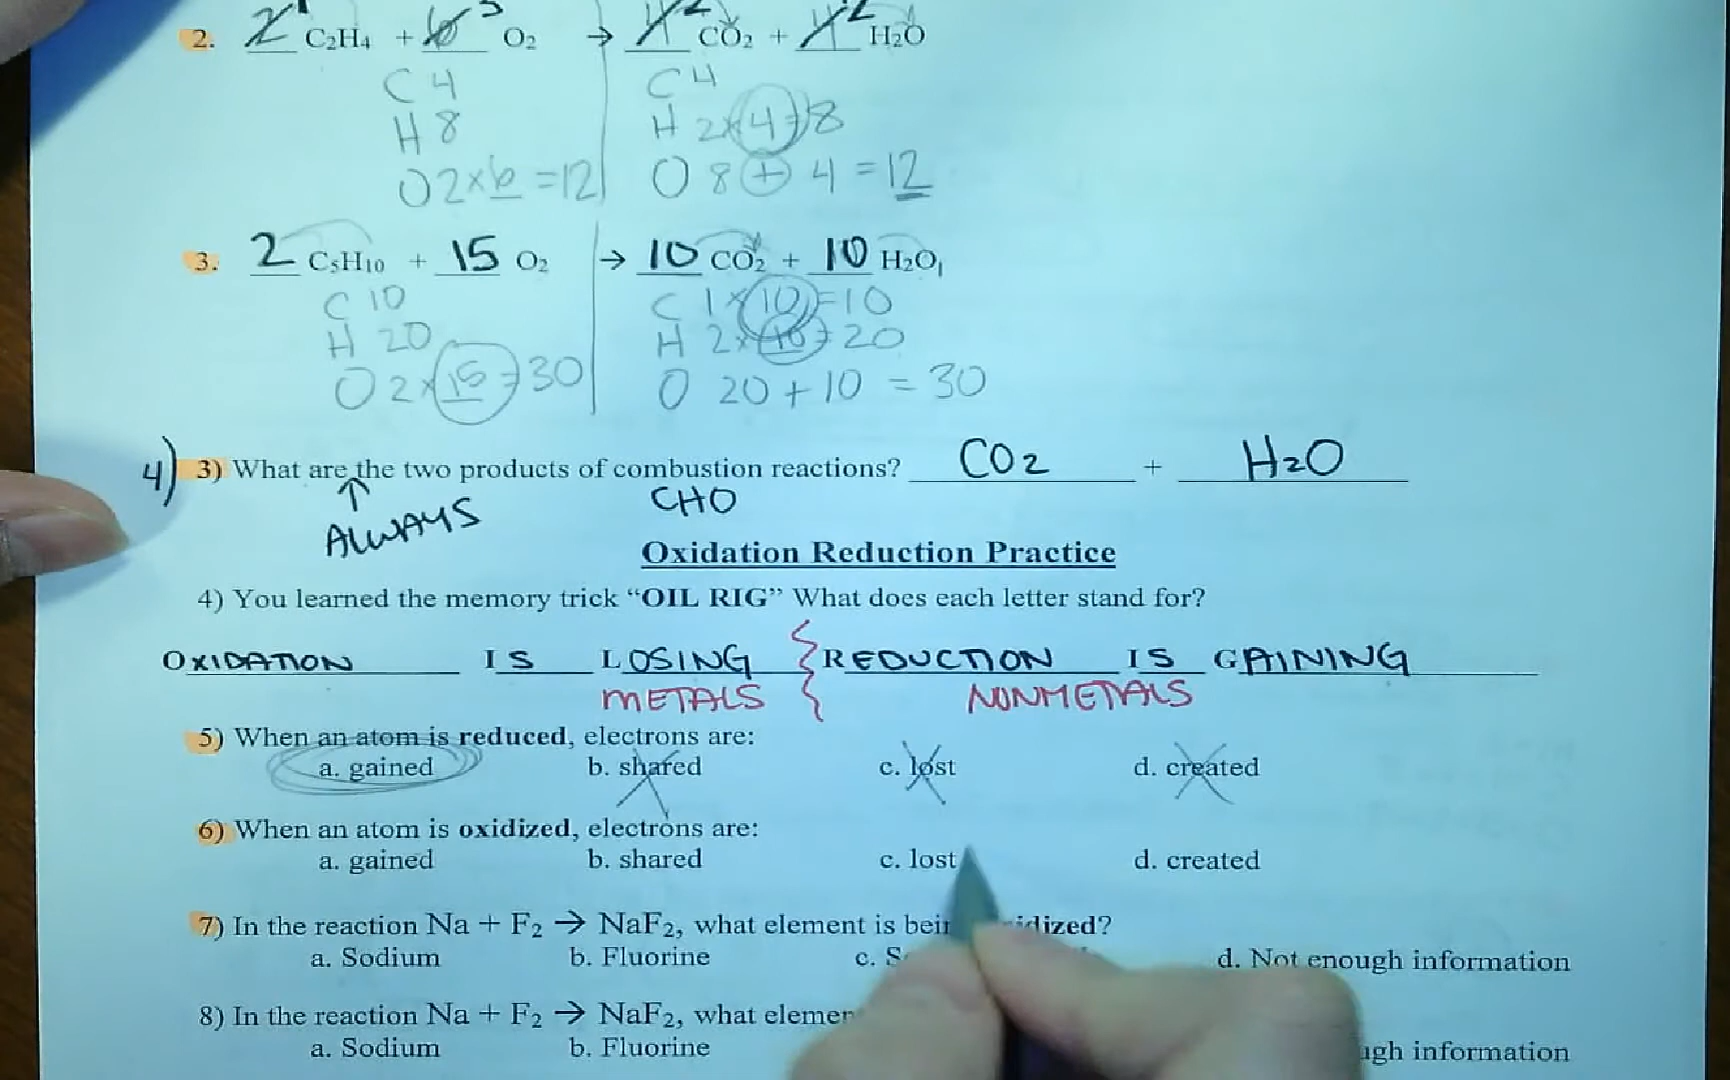 2. 2 1 C2H4 + 6 3 O2 → 4 2 CO2 + 4 2 H2O
C 4 C 4
H 8 H 2×4=8
O 2×6=12 O 8+4=12
3. 2 C5H10 + 15 O2 → 10 CO2 + 10 H2O1
C 10 C 1×10=10
H 20 H 2×10=20
O 2×15=30 O 20+10=30
4) 3) What are the two products of combustion reactions? CO2 + H2O
↑ CHO
ALWAYS
Oxidation Reduction Practice
4) You learned the memory trick “OIL RIG” What does each letter stand for?
OXIDATION IS LOSING REDUCTION IS GAINING
METALS NONMETALS
5) When an atom is reduced, electrons are:
a. gained b. shared c. lost d. created
6) When an atom is oxidized, electrons are:
a. gained b. shared c. lost d. created
7) In the reaction Na + F2 → NaF2, what element is bei idized?
a. Sodium b. Fluorine c. S d. Not enough information
8) In the reaction Na + F2 → NaF2, what elemen
a. Sodium b. Fluorine ugh information